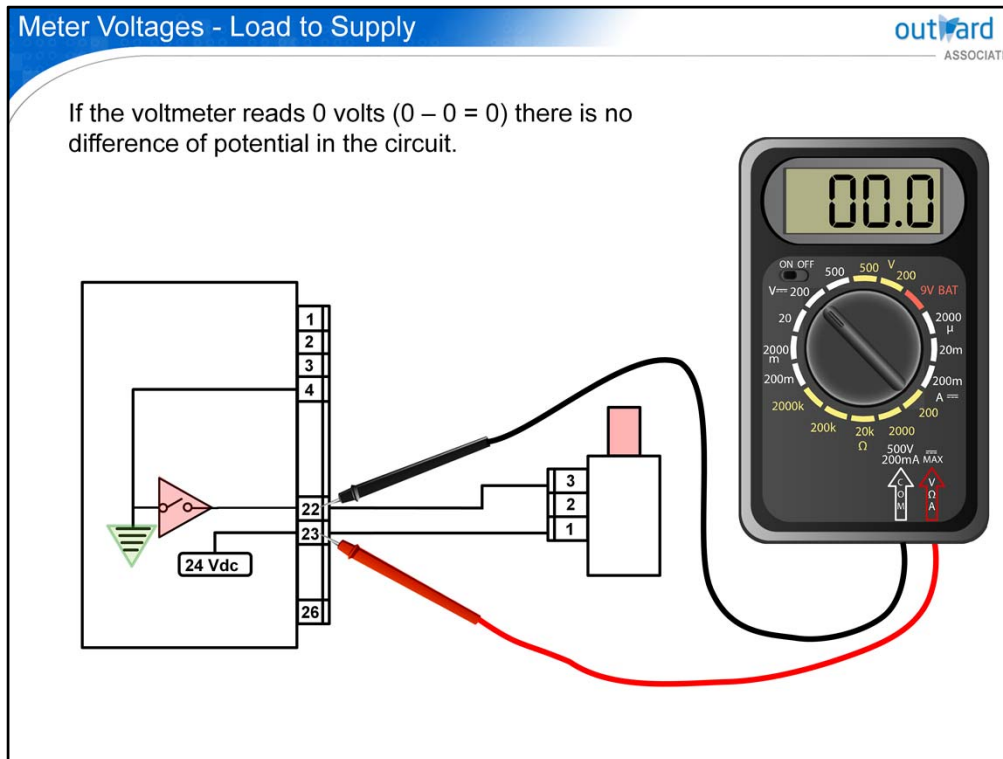 Meter Voltages - Load to Supply
outward
ASSOCIAT
If the voltmeter reads 0 volts (0 – 0 = 0) there is no
difference of potential in the circuit.
00.0
ON OFF
500
500
V
200
9V BAT
V 200
20
2000
m
200m
2000k
200k
20k
Ω
2000
200
A
200m
20m
2000
µ
500V
200mA
MAX
COM
VΩA
1
2
3
4
22
23
26
24 Vdc
3
2
1